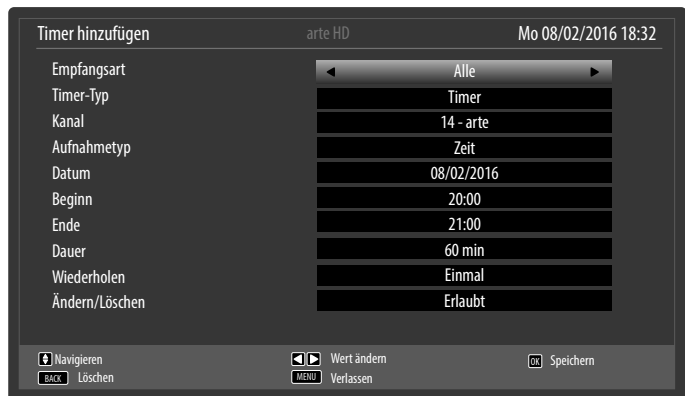 Timer hinzufügen arte HD Mo 08/02/2016 18:32
Empfangsart Alle
Timer-Typ Timer
Kanal 14 - arte
Aufnahmetyp Zeit
Datum 08/02/2016
Beginn 20:00
Ende 21:00
Dauer 60 min
Wiederholen Einmal
Ändern/Löschen Erlaubt
Navigieren Wert ändern OK Speichern
BACK Löschen MENU Verlassen